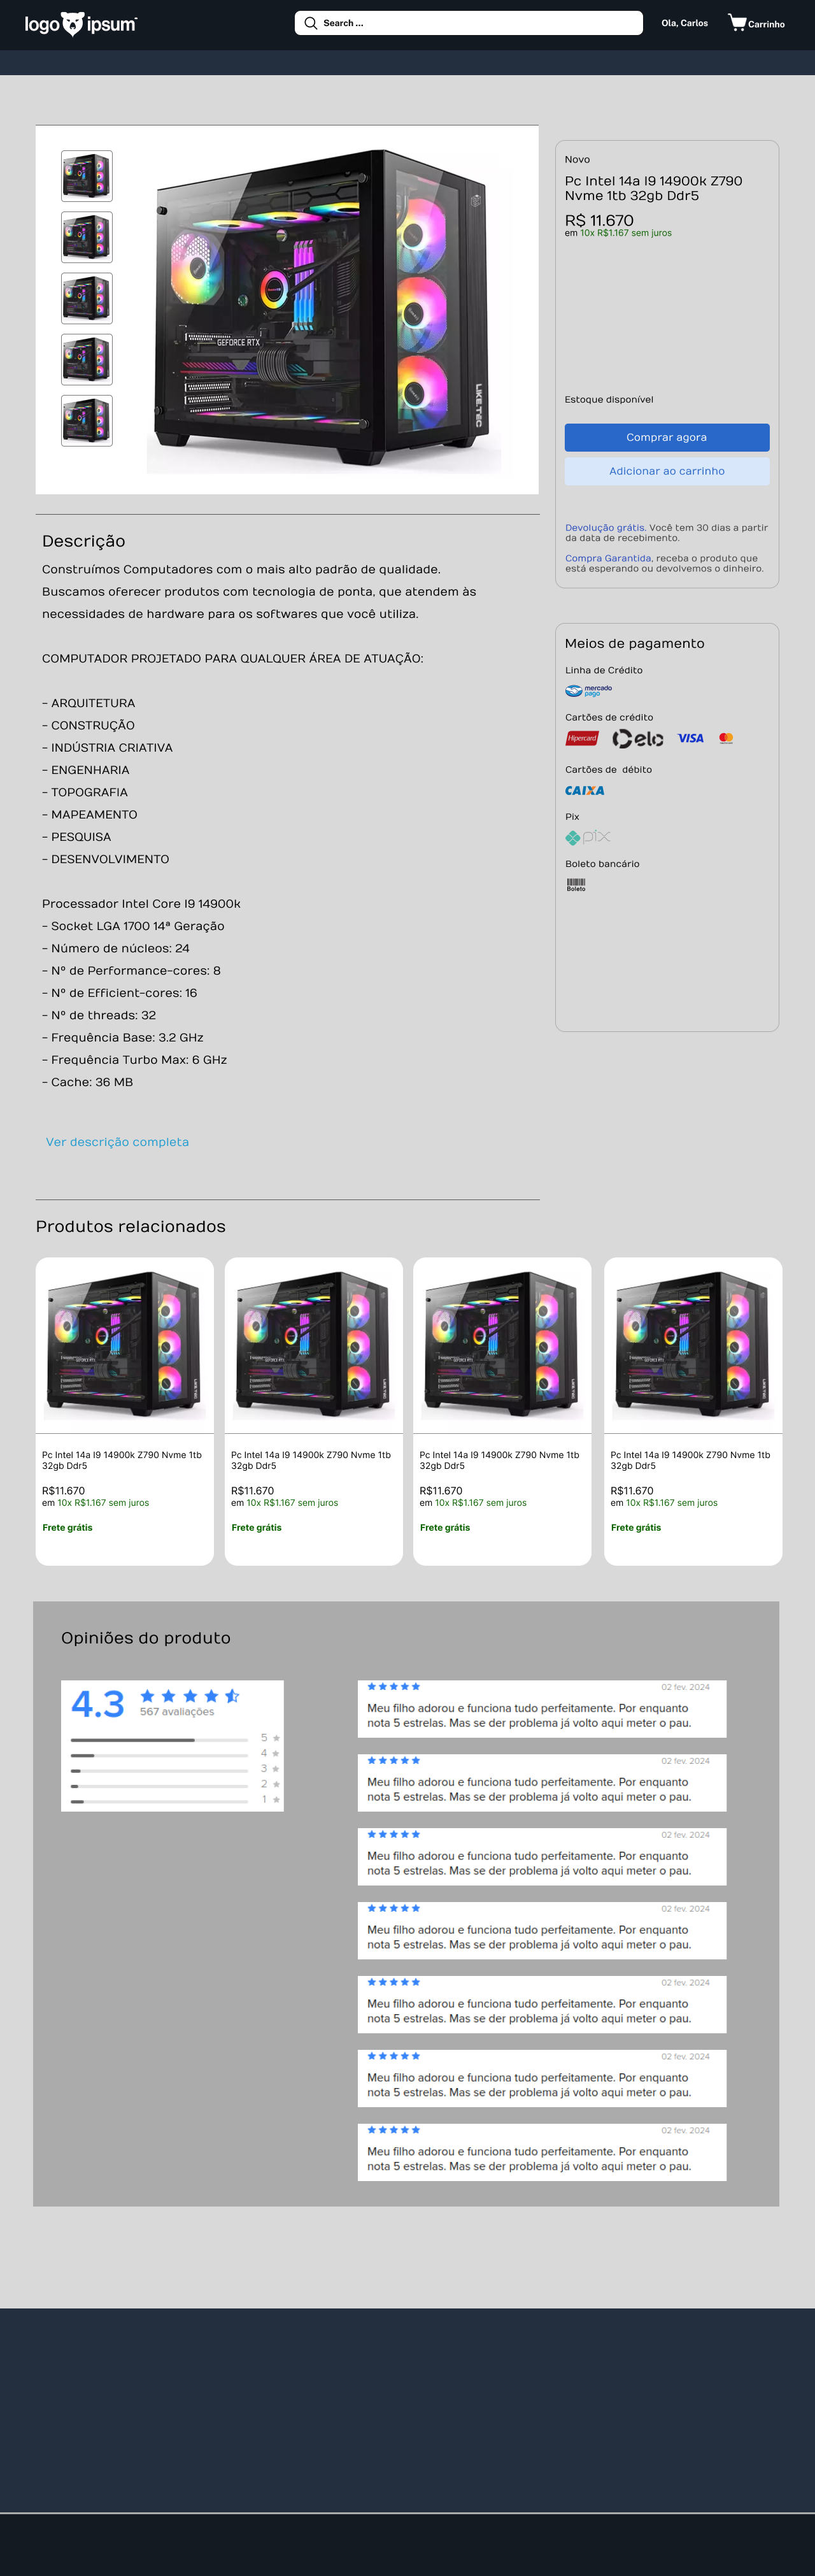 logo ipsum
Search ...
Ola, Carlos
Carrinho
GEFORCE RTX
LIKETEC
Novo
Pc Intel 14a I9 14900k Z790
Nvme 1tb 32gb Ddr5
R$ 11.670
em 10x R$1.167 sem juros
Estoque disponível
Comprar agora
Adicionar ao carrinho
Devolução grátis. Você tem 30 dias a partir
da data de recebimento.
Compra Garantida, receba o produto que
está esperando ou devolvemos o dinheiro.
Descrição
Construímos Computadores com o mais alto padrão de qualidade.
Buscamos oferecer produtos com tecnologia de ponta, que atendem às
necessidades de hardware para os softwares que você utiliza.
COMPUTADOR PROJETADO PARA QUALQUER ÁREA DE ATUAÇÃO:
- ARQUITETURA
- CONSTRUÇÃO
- INDÚSTRIA CRIATIVA
- ENGENHARIA
- TOPOGRAFIA
- MAPEAMENTO
- PESQUISA
- DESENVOLVIMENTO
Processador Intel Core I9 14900k
- Socket LGA 1700 14ª Geração
- Número de núcleos: 24
- Nº de Performance-cores: 8
- Nº de Efficient-cores: 16
- Nº de threads: 32
- Frequência Base: 3.2 GHz
- Frequência Turbo Max: 6 GHz
- Cache: 36 MB
Ver descrição completa
Meios de pagamento
Linha de Crédito
mercado
pago
Cartões de crédito
Hipercard elo VISA
Cartões de débito
CAIXA
Pix
pix
Boleto bancário
Boleto
Produtos relacionados
Pc Intel 14a I9 14900k Z790 Nvme 1tb
32gb Ddr5
R$11.670
em 10x R$1.167 sem juros
Frete grátis
Pc Intel 14a I9 14900k Z790 Nvme 1tb
32gb Ddr5
R$11.670
em 10x R$1.167 sem juros
Frete grátis
Pc Intel 14a I9 14900k Z790 Nvme 1tb
32gb Ddr5
R$11.670
em 10x R$1.167 sem juros
Frete grátis
Pc Intel 14a I9 14900k Z790 Nvme 1tb
32gb Ddr5
R$11.670
em 10x R$1.167 sem juros
Frete grátis
Opiniões do produto
4.3
567 avaliações
5
4
3
2
1
02 fev. 2024
Meu filho adorou e funciona tudo perfeitamente. Por enquanto
nota 5 estrelas. Mas se der problema já volto aqui meter o pau.
02 fev. 2024
Meu filho adorou e funciona tudo perfeitamente. Por enquanto
nota 5 estrelas. Mas se der problema já volto aqui meter o pau.
02 fev. 2024
Meu filho adorou e funciona tudo perfeitamente. Por enquanto
nota 5 estrelas. Mas se der problema já volto aqui meter o pau.
02 fev. 2024
Meu filho adorou e funciona tudo perfeitamente. Por enquanto
nota 5 estrelas. Mas se der problema já volto aqui meter o pau.
02 fev. 2024
Meu filho adorou e funciona tudo perfeitamente. Por enquanto
nota 5 estrelas. Mas se der problema já volto aqui meter o pau.
02 fev. 2024
Meu filho adorou e funciona tudo perfeitamente. Por enquanto
nota 5 estrelas. Mas se der problema já volto aqui meter o pau.
02 fev. 2024
Meu filho adorou e funciona tudo perfeitamente. Por enquanto
nota 5 estrelas. Mas se der problema já volto aqui meter o pau.